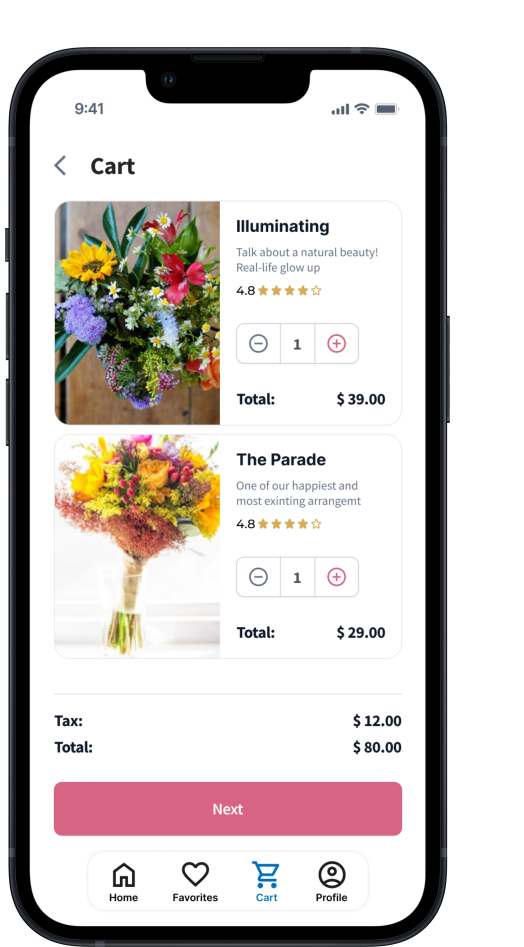 9:41
Cart
Illuminating
Talk about a natural beauty!
Real-life glow up
4.8
1
Total: $ 39.00
The Parade
One of our happiest and
most exinting arrangemt
4.8
1
Total: $ 29.00
Tax: $ 12.00
Total: $ 80.00
Next
Home Favorites Cart Profile